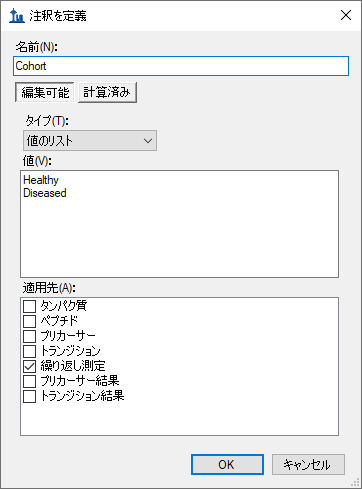 注釈を定義
名前(N):
Cohort
編集可能 計算済み
タイプ(T):
値のリスト
値(V):
Healthy
Diseased
適用先(A):
タンパク質
ペプチド
プリカーサー
トランジション
繰り返し測定
プリカーサー結果
トランジション結果
OK キャンセル